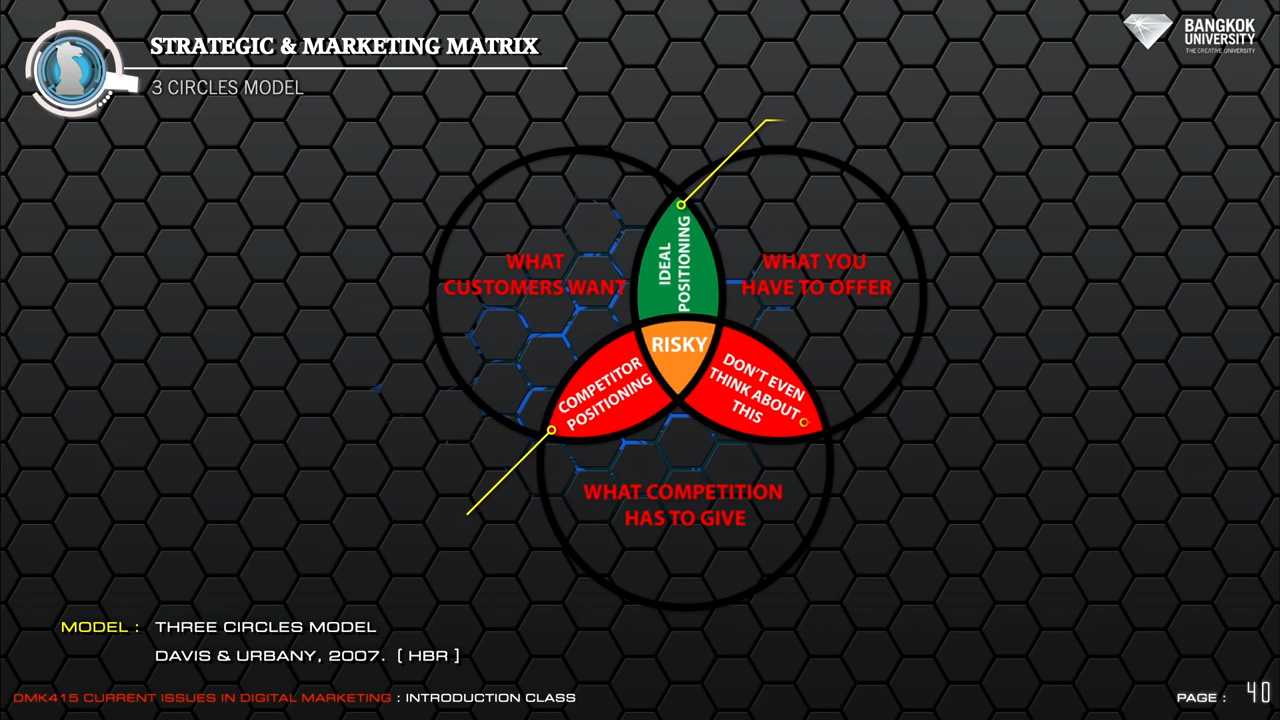 STRATEGIC & MARKETING MATRIX
3 CIRCLES MODEL
BANGKOK
UNIVERSITY
THE CREATIVE UNIVERSITY
WHAT
CUSTOMERS WANT
IDEAL
POSITIONING
WHAT YOU
HAVE TO OFFER
RISKY
COMPETITOR
POSITIONING
DON'T EVEN
THINK ABOUT
THIS
WHAT COMPETITION
HAS TO GIVE
MODEL : THREE CIRCLES MODEL
DAVIS & URBANY, 2007. [ HBR ]
DMK415 CURRENT ISSUES IN DIGITAL MARKETING : INTRODUCTION CLASS
PAGE : 40